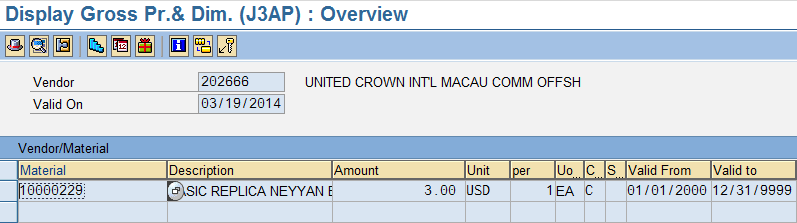 Display Gross Pr.& Dim. (J3AP) : Overview
Vendor 202666 UNITED CROWN INT'L MACAU COMM OFFSH
Valid On 03/19/2014
Vendor/Material
Material Description Amount Unit per Uo... C... S... Valid From Valid to
10000229 ASIC REPLICA NEYYAN E 3.00 USD 1 EA C 01/01/2000 12/31/9999